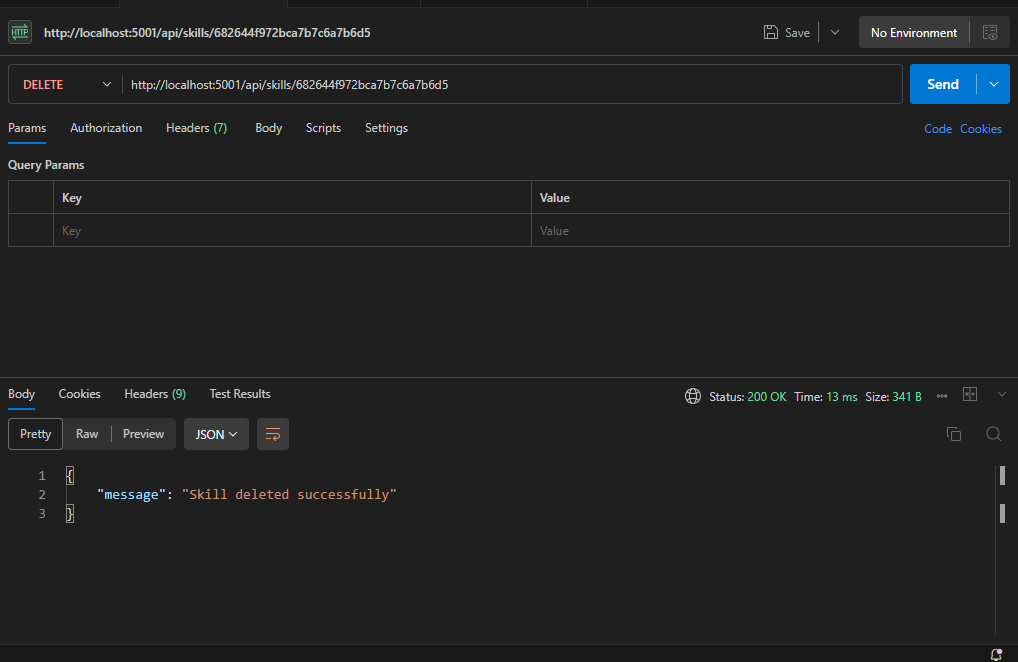 HTTP http://localhost:5001/api/skills/682644f972bca7b7c6a7b6d5 Save No Environment
DELETE http://localhost:5001/api/skills/682644f972bca7b7c6a7b6d5 Send
Params Authorization Headers (7) Body Scripts Settings Code Cookies
Query Params
Key Value
Key Value
Body Cookies Headers (9) Test Results Status: 200 OK Time: 13 ms Size: 341 B
Pretty Raw Preview JSON
1 {
2 "message": "Skill deleted successfully"
3 }